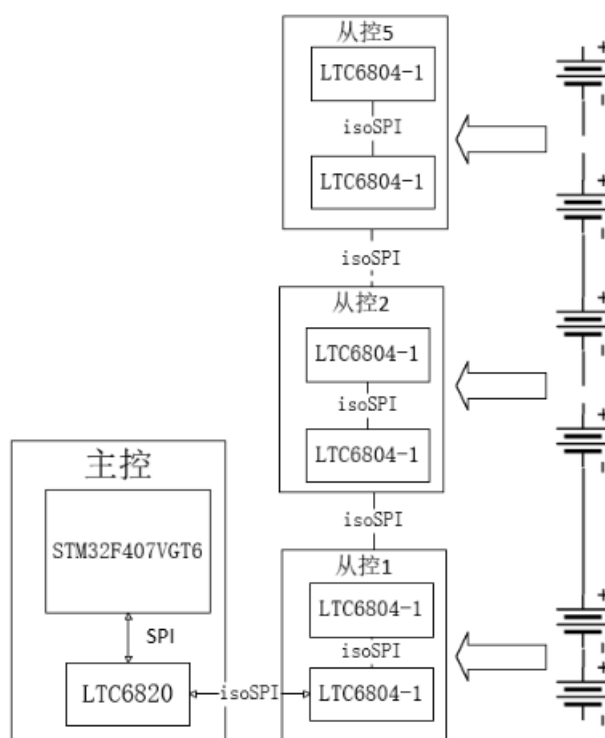 从控5
LTC6804-1
isoSPI
LTC6804-1
isoSPI
从控2
LTC6804-1
isoSPI
LTC6804-1
isoSPI
主控
STM32F407VGT6
SPI
LTC6820
isoSPI
从控1
LTC6804-1
isoSPI
LTC6804-1
+
+
+
+
+
+